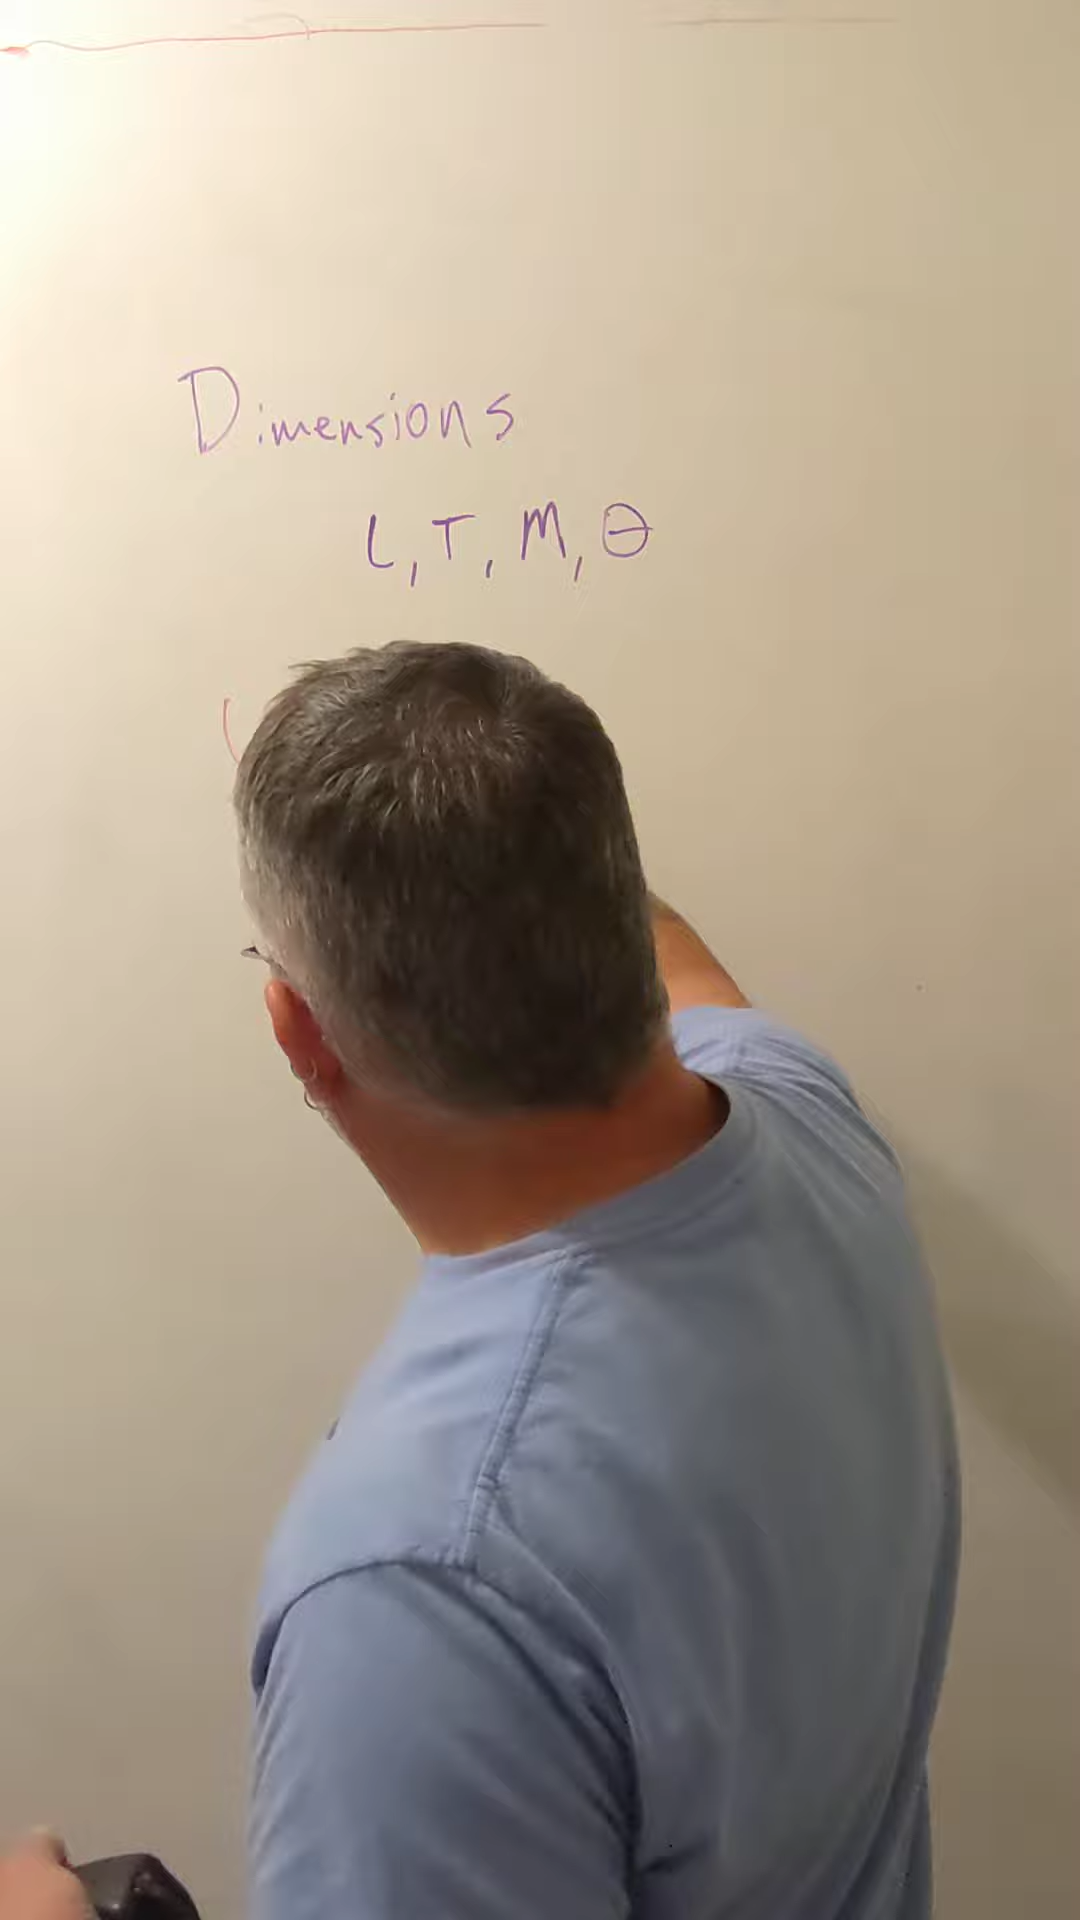 Dimensions
L, T, M, Θ